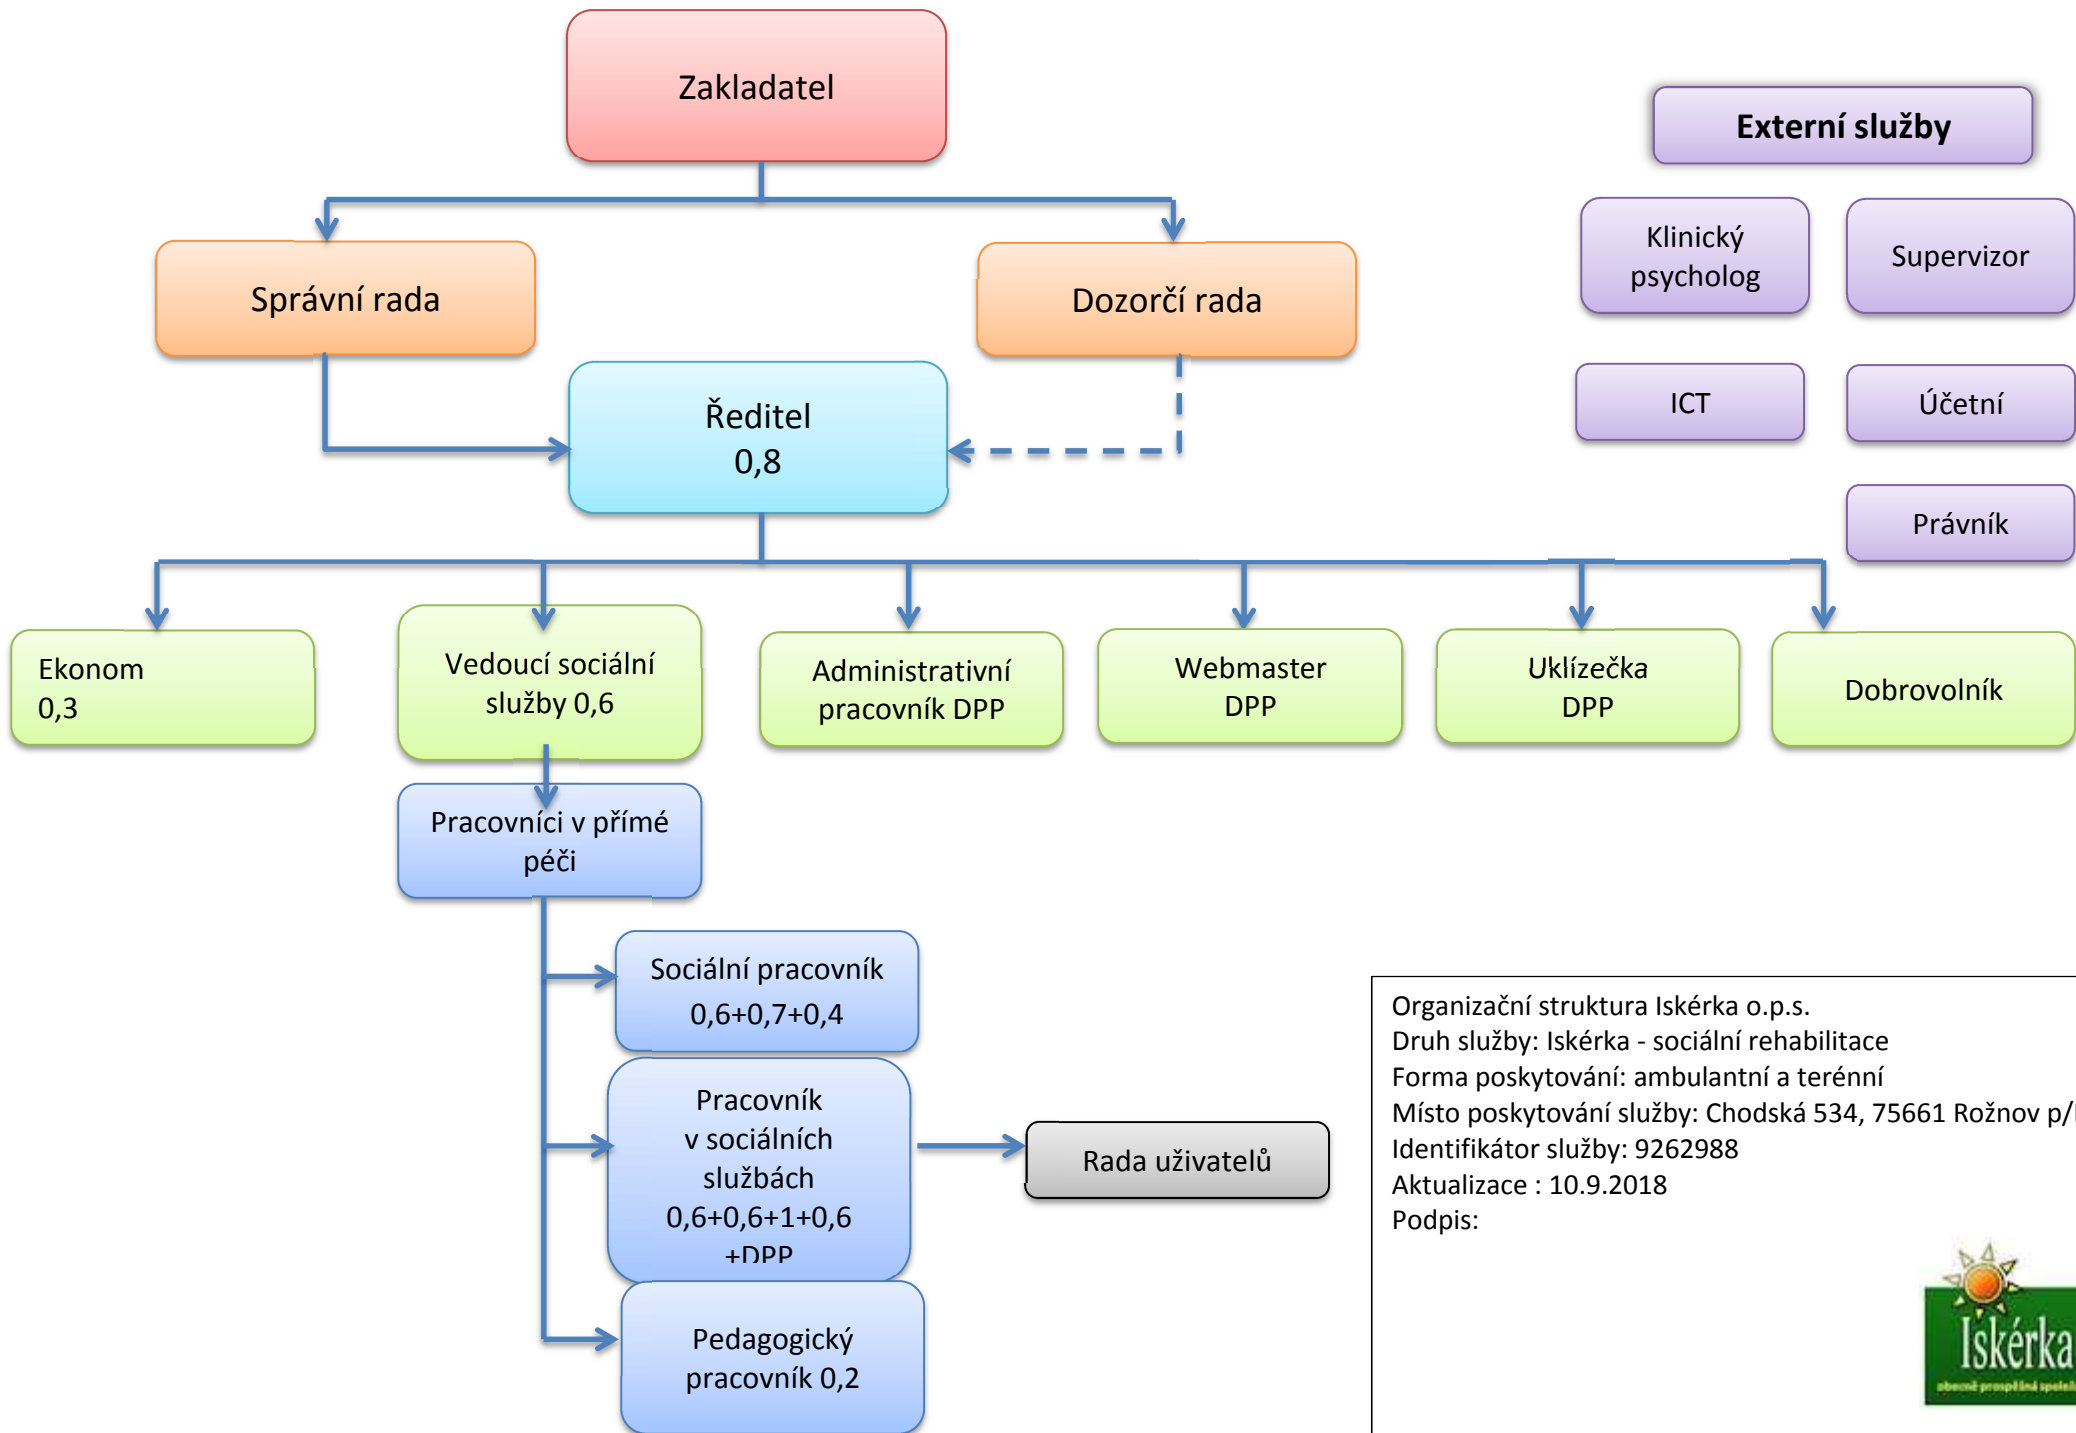 Zakladatel
Externí služby
Klinický
psycholog
Supervizor
Správní rada
Dozorčí rada
Ředitel
0,8
ICT
Účetní
Právník
Ekonom
0,3
Vedoucí sociální
služby 0,6
Administrativní
pracovník DPP
Webmaster
DPP
Uklízečka
DPP
Dobrovolník
Pracovníci v přímé
péči
Sociální pracovník
0,6+0,7+0,4
Pracovník
v sociálních
službách
0,6+0,6+1+0,6
+DPP
Rada uživatelů
Pedagogický
pracovník 0,2
Organizační struktura Iskérka o.p.s.
Druh služby: Iskérka - sociální rehabilitace
Forma poskytování: ambulantní a terénní
Místo poskytování služby: Chodská 534, 75661 Rožnov p/
Identifikátor služby: 9262988
Aktualizace : 10.9.2018
Podpis:
Iskérka
obecně prospěšná